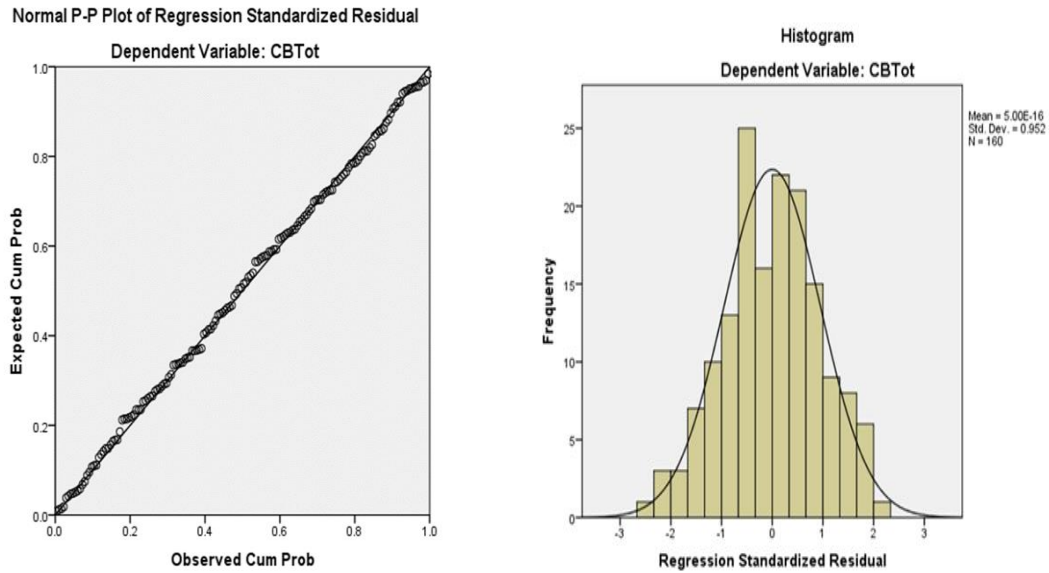 Normal P-P Plot of Regression Standardized Residual
Dependent Variable: CBTot
1.0
0.8
0.6
0.4
0.2
0.0
Expected Cum Prob
0.0 0.2 0.4 0.6 0.8 1.0
Observed Cum Prob
Histogram
Dependent Variable: CBTot
Mean = 5.00E-16
Std. Dev. = 0.952
N = 160
25
20
15
10
5
0
Frequency
-3 -2 -1 0 1 2 3
Regression Standardized Residual